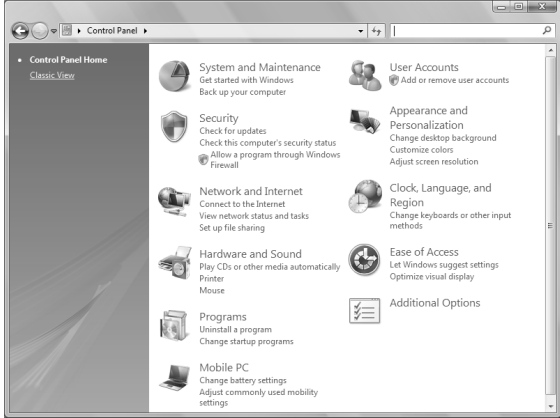 Control Panel
Control Panel Home
Classic View
System and Maintenance
Get started with Windows
Back up your computer
Security
Check for updates
Check this computer's security status
Allow a program through Windows
Firewall
Network and Internet
Connect to the Internet
View network status and tasks
Set up file sharing
Hardware and Sound
Play CDs or other media automatically
Printer
Mouse
Programs
Uninstall a program
Change startup programs
Mobile PC
Change battery settings
Adjust commonly used mobility
settings
User Accounts
Add or remove user accounts
Appearance and
Personalization
Change desktop background
Customize colors
Adjust screen resolution
Clock, Language, and
Region
Change keyboards or other input
methods
Ease of Access
Let Windows suggest settings
Optimize visual display
Additional Options